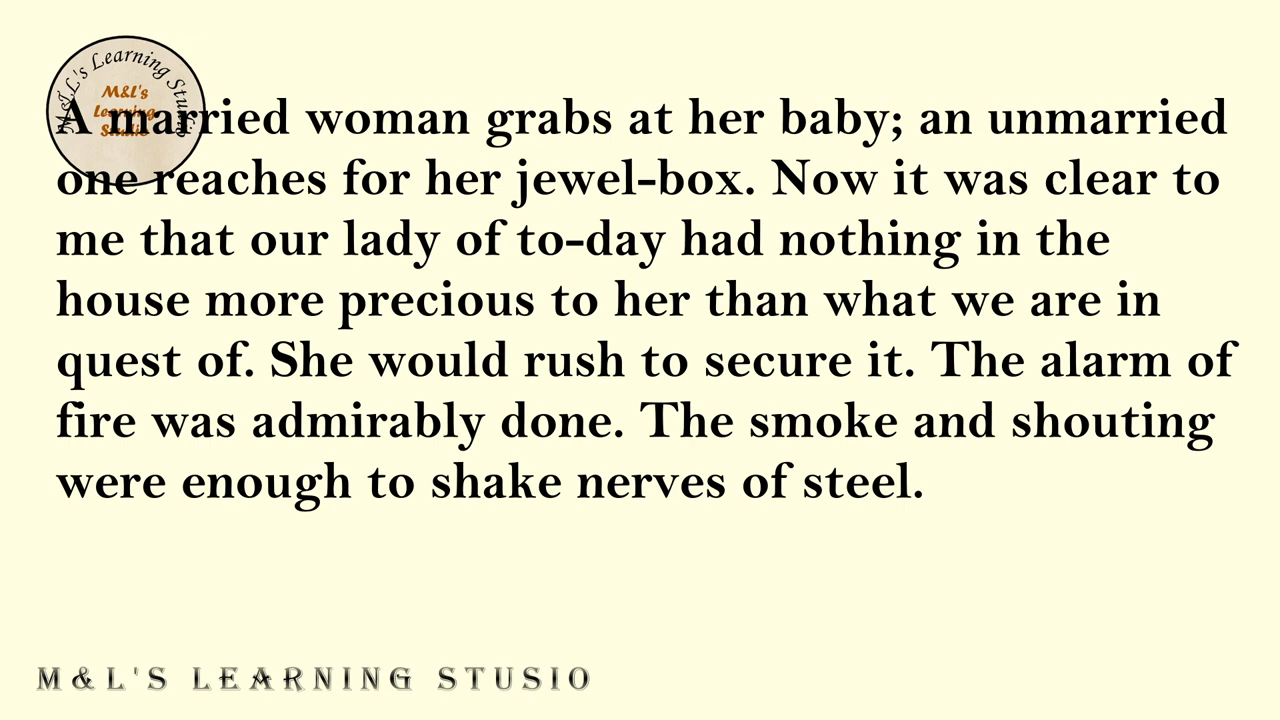 M&L's Learning Studio
M&L's
Learning
Studio
A married woman grabs at her baby; an unmarried
one reaches for her jewel-box. Now it was clear to
me that our lady of to-day had nothing in the
house more precious to her than what we are in
quest of. She would rush to secure it. The alarm of
fire was admirably done. The smoke and shouting
were enough to shake nerves of steel.
M&L'S LEARNING STUSIO